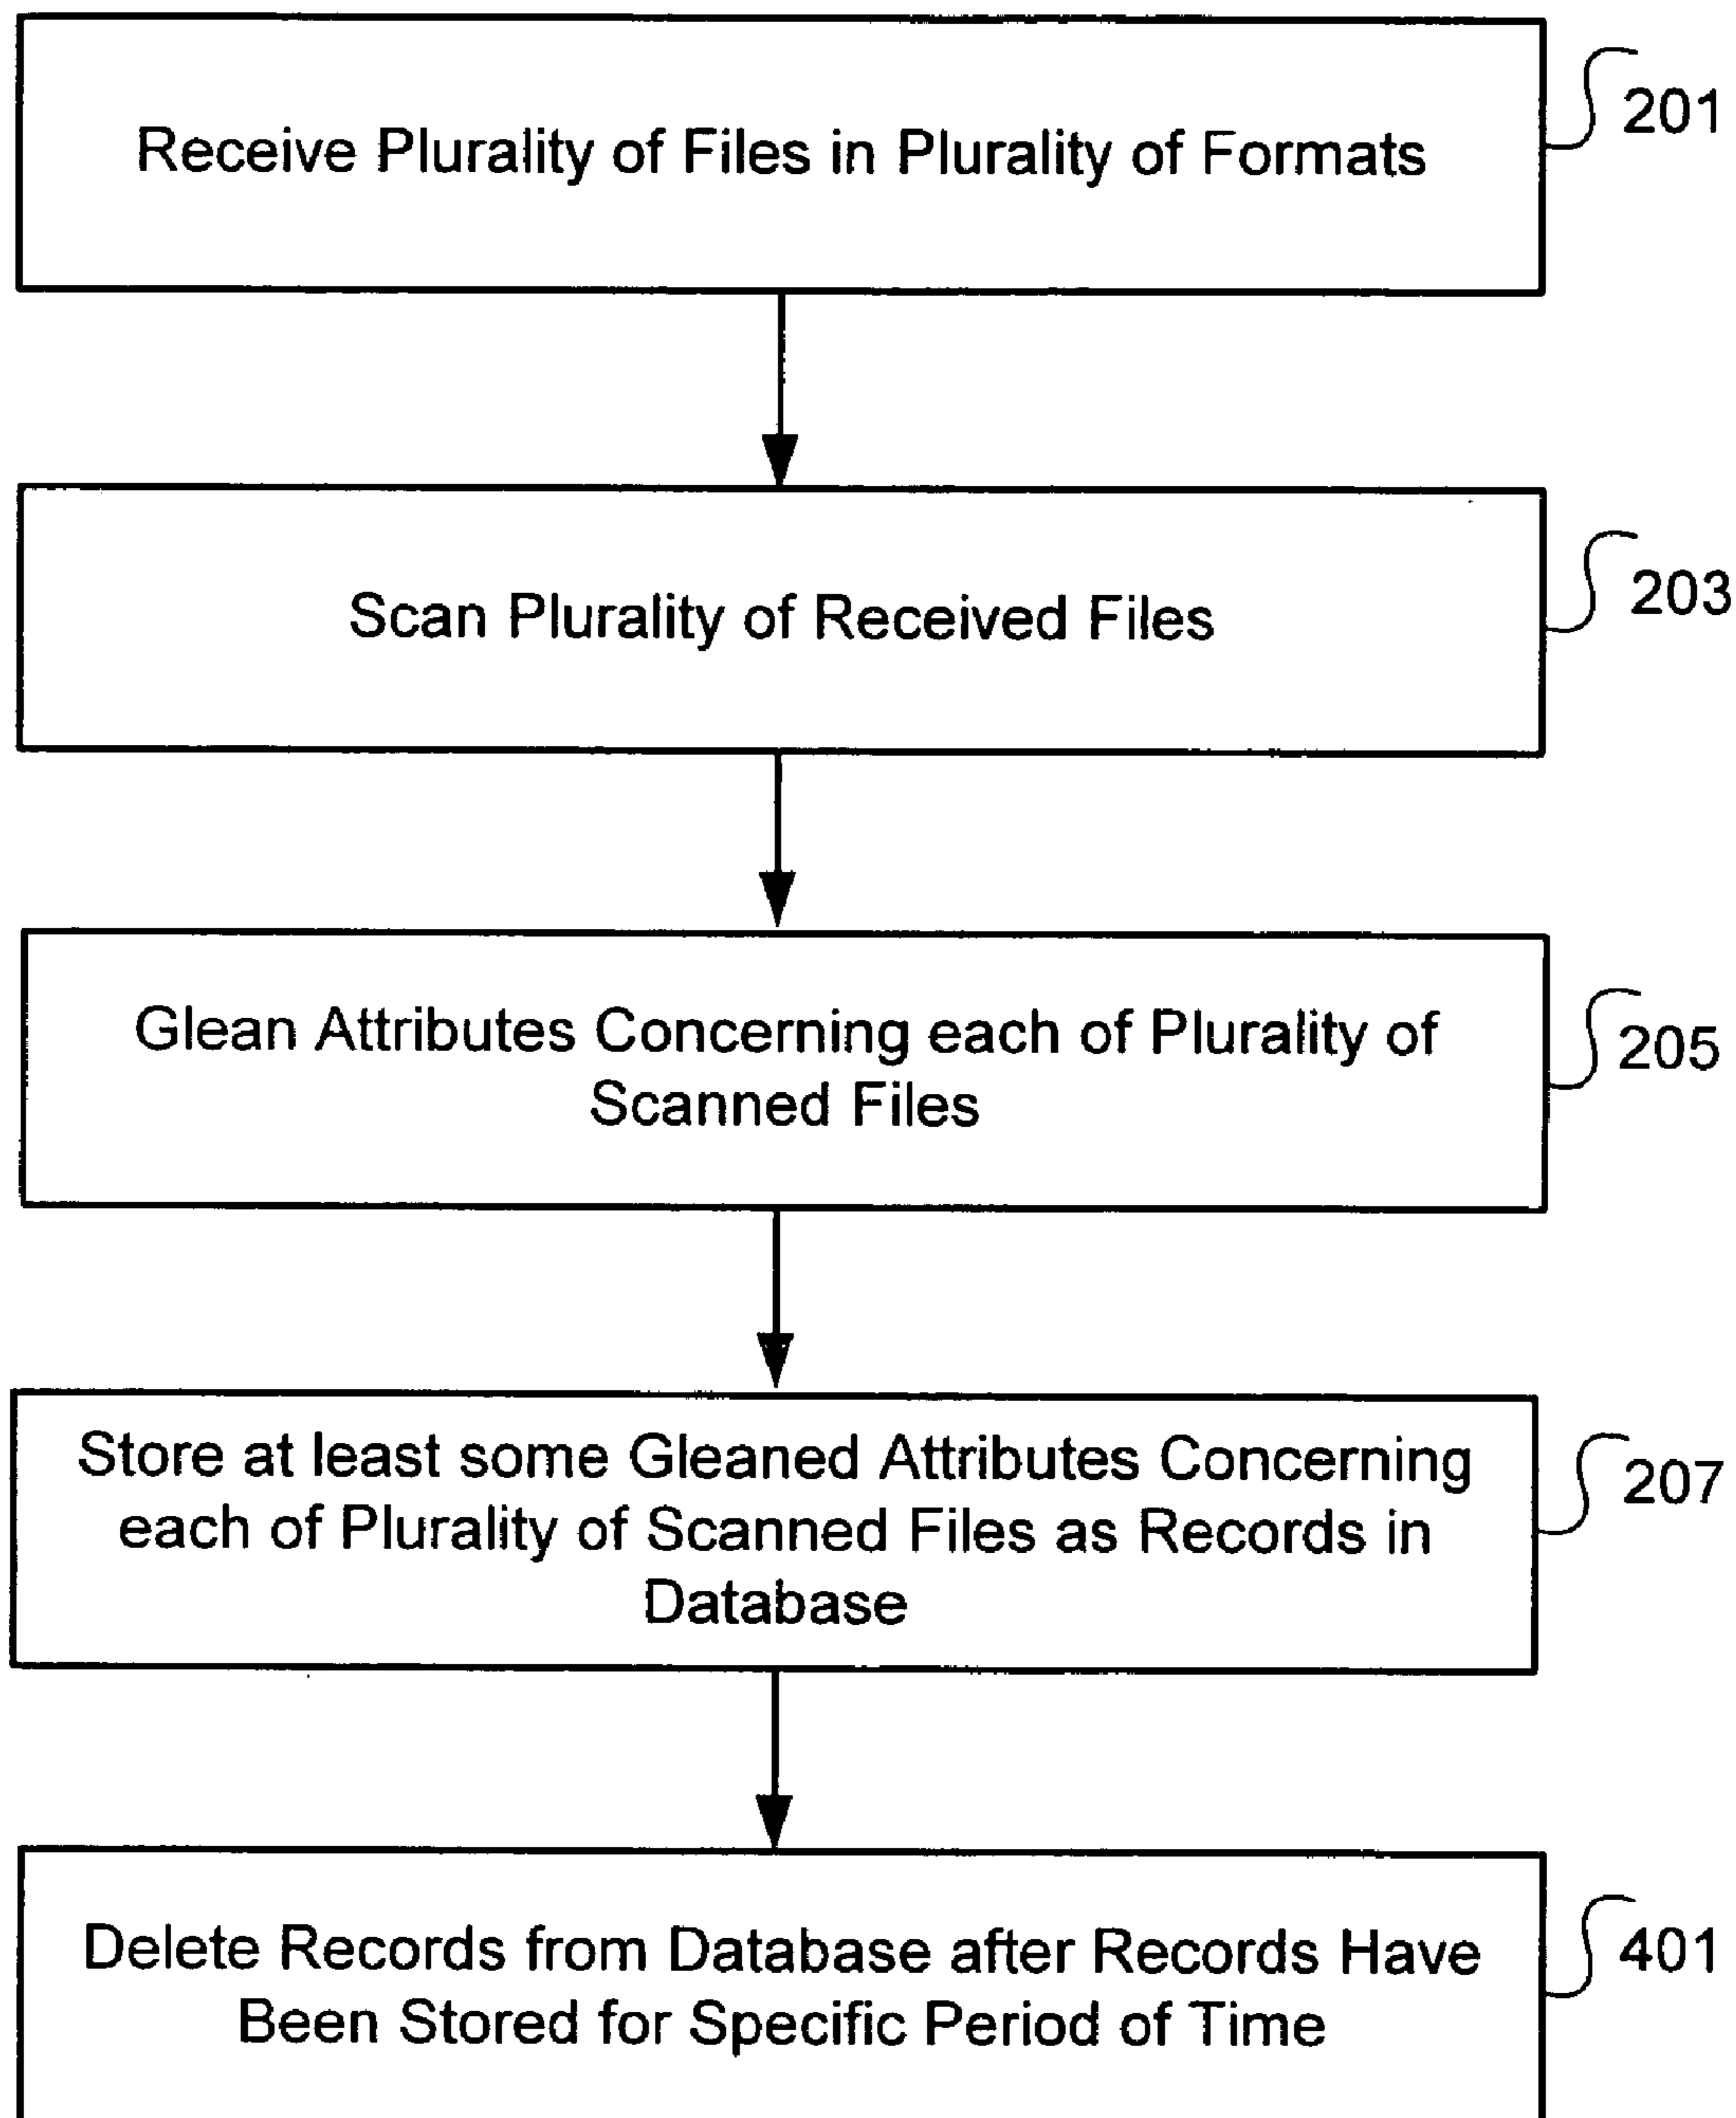 Receive Plurality of Files in Plurality of Formats
201
Scan Plurality of Received Files
203
Glean Attributes Concerning each of Plurality of
Scanned Files
205
Store at least some Gleaned Attributes Concerning
each of Plurality of Scanned Files as Records in
Database
207
Delete Records from Database after Records Have
Been Stored for Specific Period of Time
401